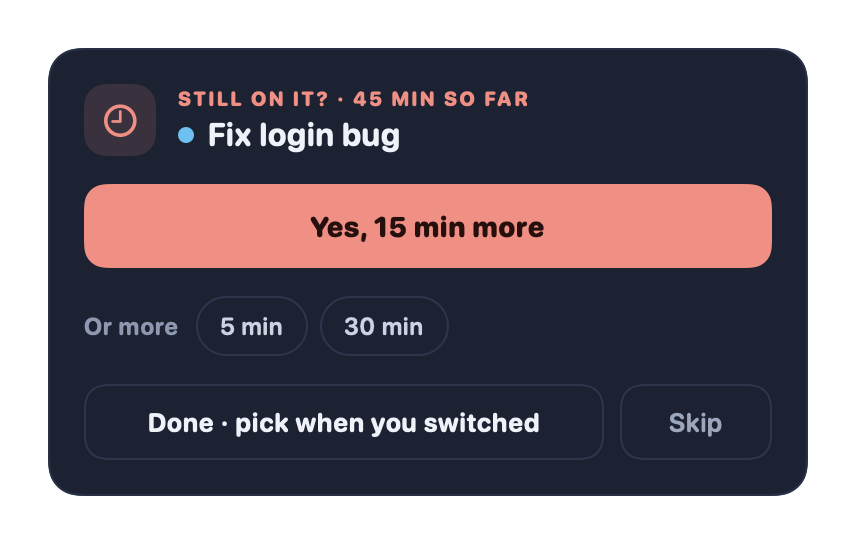 STILL ON IT? · 45 MIN SO FAR
Fix login bug
Yes, 15 min more
Or more 5 min 30 min
Done · pick when you switched Skip